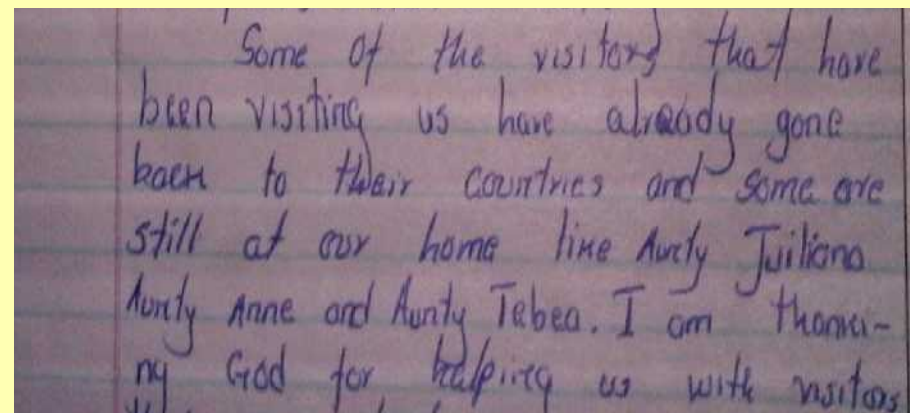 Some of the visitors that have
been visiting us have already gone
back to their countries and some are
still at our home like Aunty Juiliana
Aunty Anne and Aunty Tebea. I am thanki-
ng God for helping us with visitors